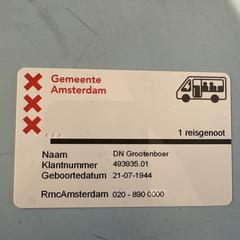 Gemeente
Amsterdam
1 reisgenoot
Naam DN Grootenboer
Klantnummer 493935.01
Geboortedatum 21-07-1944
RmcAmsterdam 020 - 890 0000